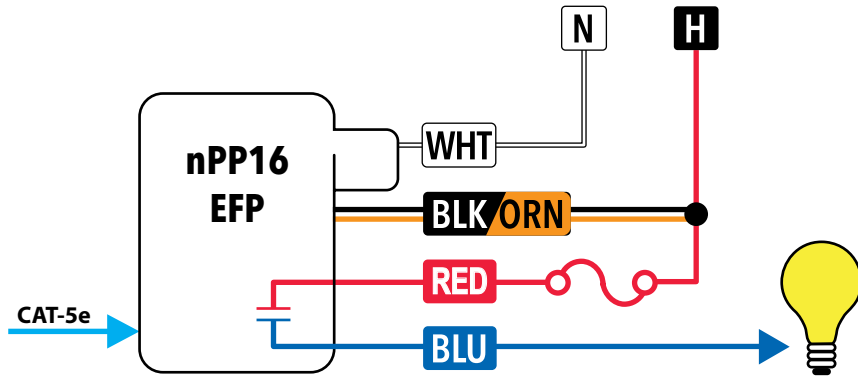 N
H
nPP16
EFP
WHT
BLK/ORN
RED
CAT-5e
BLU